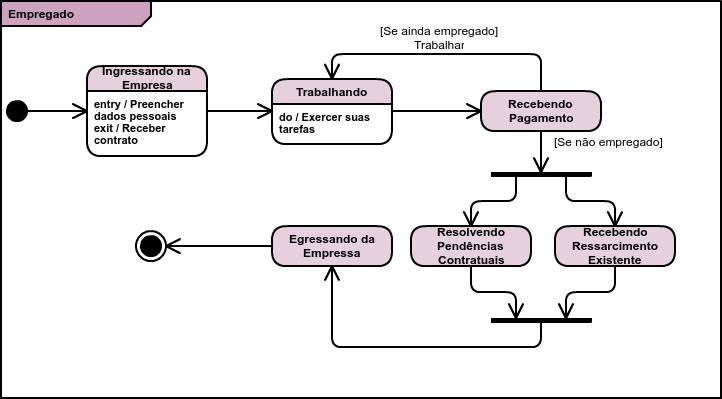 Empregado
[Se ainda empregado]
Trabalhar
Ingressando na
Empresa
entry / Preencher
dados pessoais
exit / Receber
contrato
Trabalhando
do / Exercer suas
tarefas
Recebendo
Pagamento
[Se não empregado]
Egressando da
Empressa
Resolvendo
Pendências
Contratuais
Recebendo
Ressarcimento
Existente